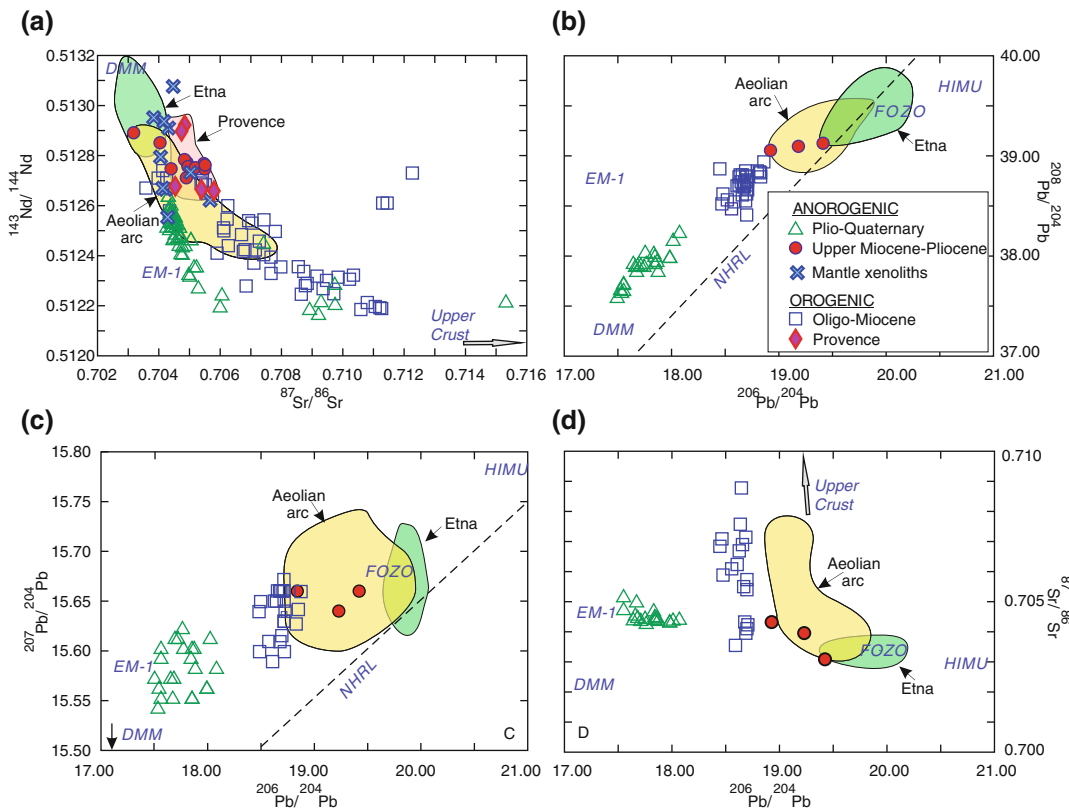 (a)
0.5132
0.5130
0.5128
0.5126
0.5124
0.5122
0.5120
143Nd/144Nd
DMM
Etna
Provence
Aeolian
arc
EM-1
Upper
Crust
0.702 0.704 0.706 0.708 0.710 0.712 0.714 0.716
87Sr/86Sr
(b)
40.00
39.00
38.00
37.00
208Pb/204Pb
Aeolian
arc
HIMU
FOZO
Etna
EM-1
NHRL
DMM
ANOROGENIC
Plio-Quaternary
Upper Miocene-Pliocene
Mantle xenoliths
OROGENIC
Oligo-Miocene
Provence
17.00 18.00 19.00 20.00 21.00
206Pb/204Pb
(c)
15.80
15.75
15.70
15.65
15.60
15.55
15.50
207Pb/204Pb
HIMU
Aeolian
arc
Etna
FOZO
EM-1
NHRL
DMM
C
17.00 18.00 19.00 20.00 21.00
206Pb/204Pb
(d)
0.710
0.705
0.700
87Sr/86Sr
Upper
Crust
Aeolian
arc
EM-1
FOZO
HIMU
DMM
Etna
D
17.00 18.00 19.00 20.00 21.00
206Pb/204Pb